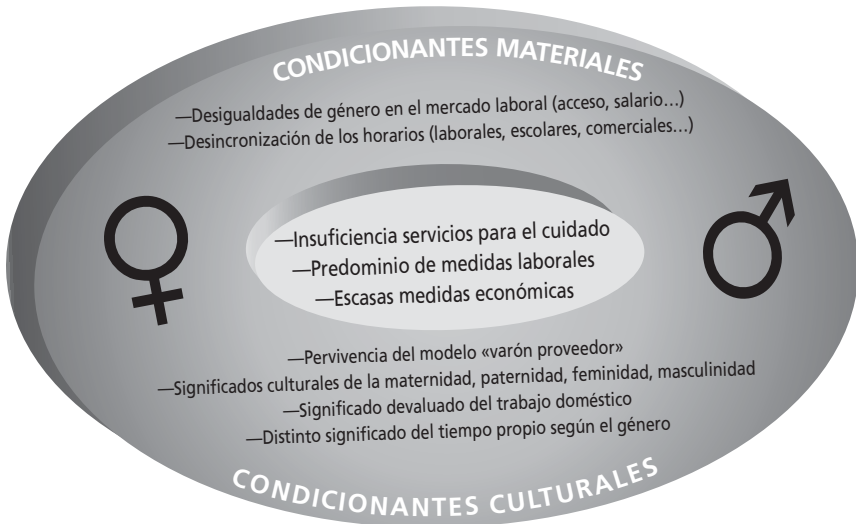 CONDICIONANTES MATERIALES
—Desigualdades de género en el mercado laboral (acceso, salario…)
—Desincronización de los horarios (laborales, escolares, comerciales…)
—Insuficiencia servicios para el cuidado
—Predominio de medidas laborales
—Escasas medidas económicas
—Pervivencia del modelo «varón proveedor»
—Significados culturales de la maternidad, paternidad, feminidad, masculinidad
—Significado devaluado del trabajo doméstico
—Distinto significado del tiempo propio según el género
CONDICIONANTES CULTURALES